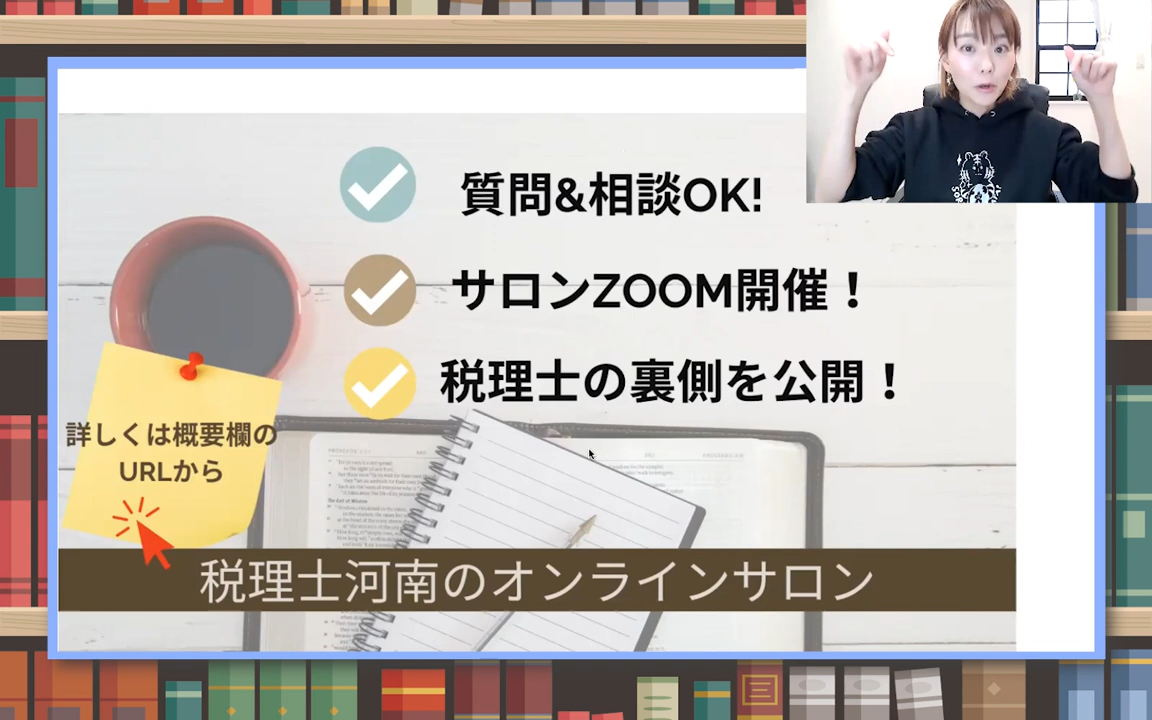 質問&相談OK!
サロンZOOM開催！
税理士の裏側を公開！
詳しくは概要欄の
URLから
税理士河南のオンラインサロン